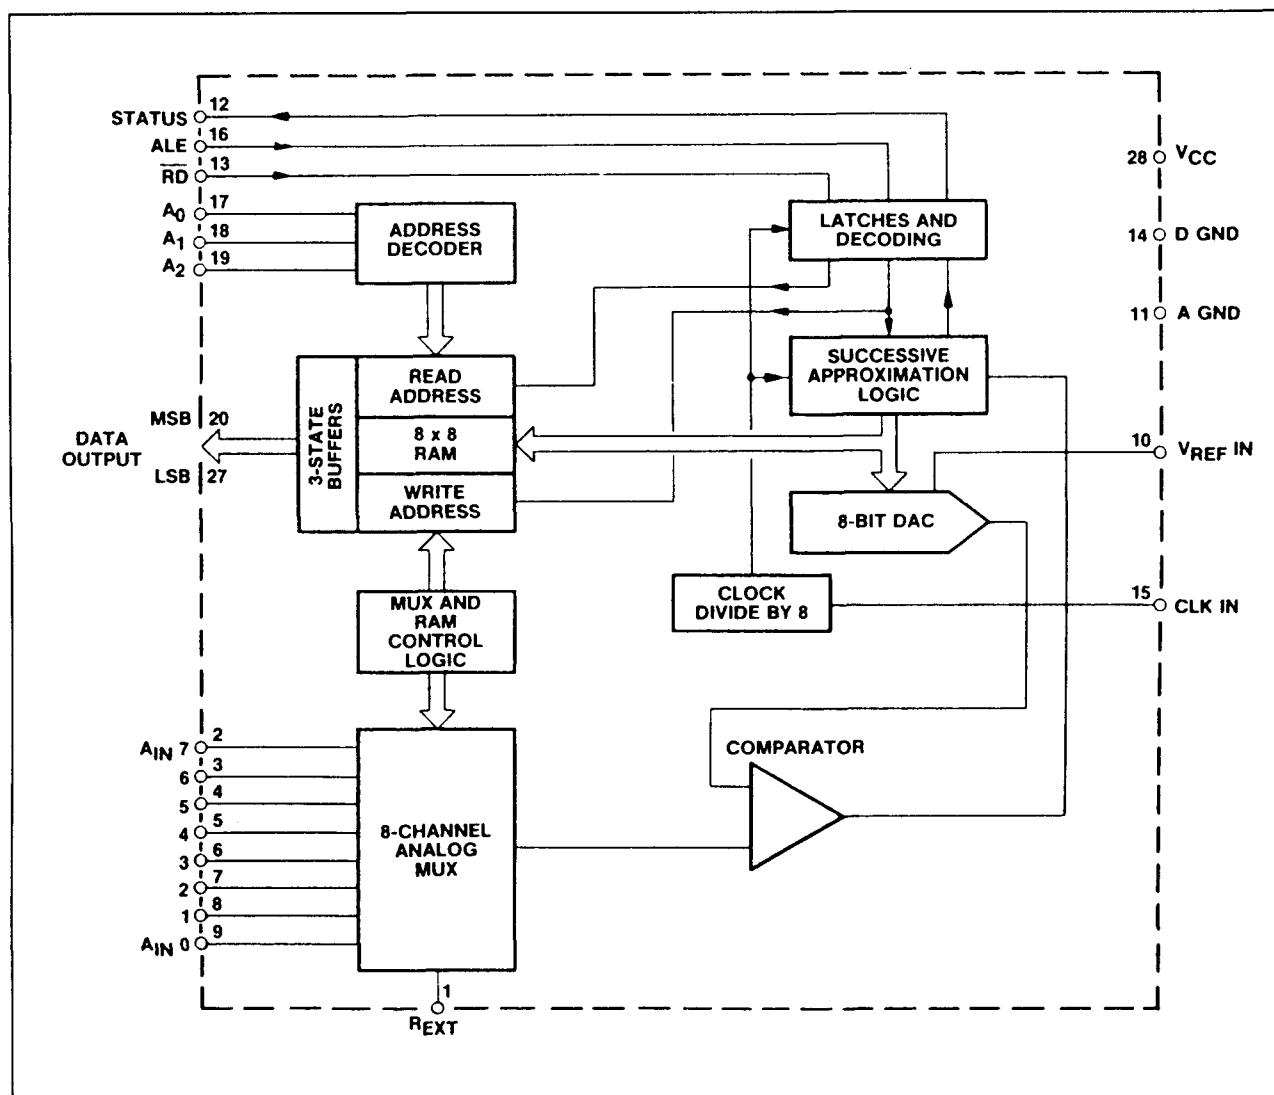 STATUS 12
ALE 16
RD 13
A0 17
A1 18
A2 19
ADDRESS
DECODER
LATCHES AND
DECODING
28 VCC
14 D GND
11 A GND
READ
ADDRESS
3-STATE
BUFFERS
8 x 8
RAM
WRITE
ADDRESS
SUCCESSIVE
APPROXIMATION
LOGIC
MSB 20
DATA
OUTPUT
LSB 27
10 VREF IN
8-BIT DAC
CLOCK
DIVIDE BY 8
15 CLK IN
MUX AND
RAM
CONTROL
LOGIC
AIN 7 2
6 3
5 4
4 5
3 6
2 7
1 8
AIN 0 9
8-CHANNEL
ANALOG
MUX
COMPARATOR
1
REXT